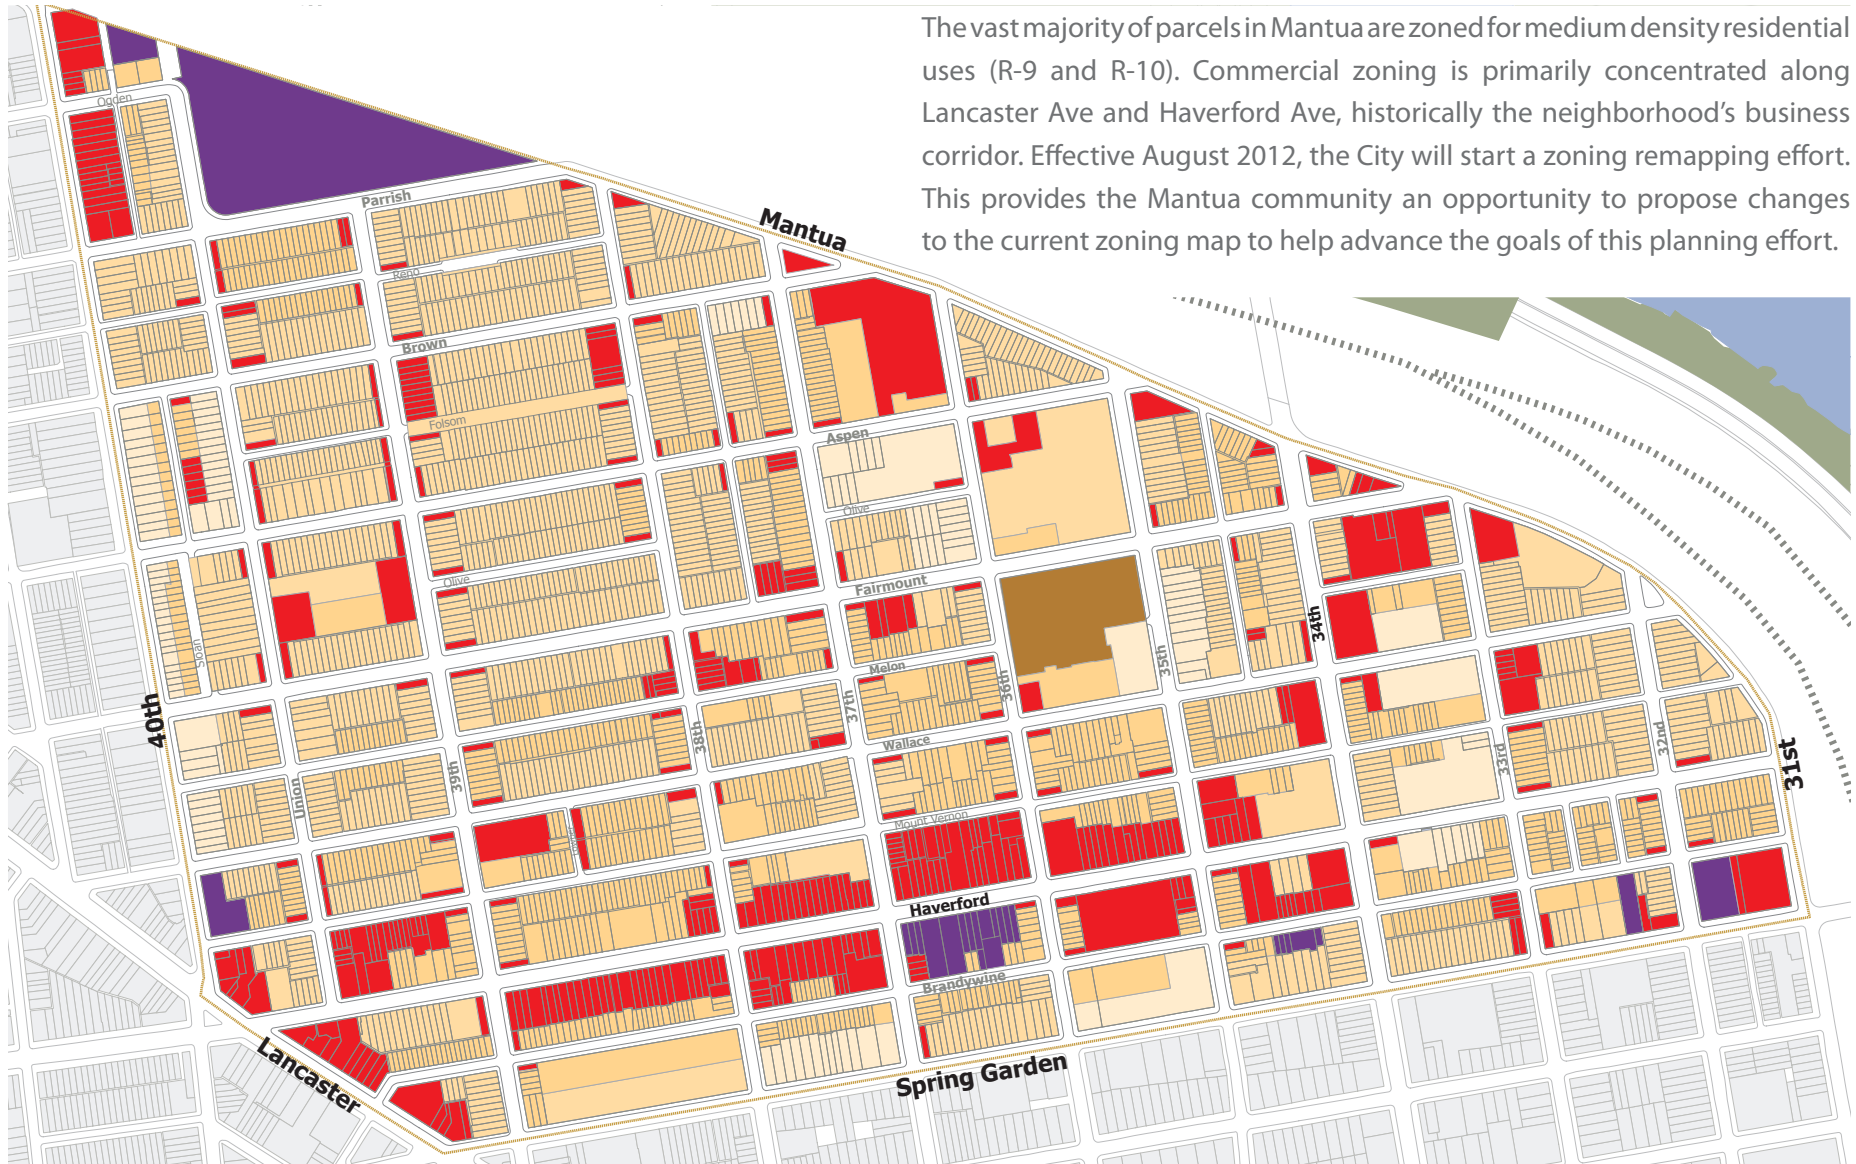 The vast majority of parcels in Mantua are zoned for medium density residential
uses (R-9 and R-10). Commercial zoning is primarily concentrated along
Lancaster Ave and Haverford Ave, historically the neighborhood's business
corridor. Effective August 2012, the City will start a zoning remapping effort.
This provides the Mantua community an opportunity to propose changes
to the current zoning map to help advance the goals of this planning effort.
Ogden
Parrish
Mantua
Reno
Brown
Folsom
Aspen
Olive
Olive
Fairmount
Sloan
34th
Melon
35th
36th
37th
40th
38th
Wallace
32nd
33rd
31st
39th
Union
Mount Vernon
Haverford
Brandywine
Lancaster
Spring Garden